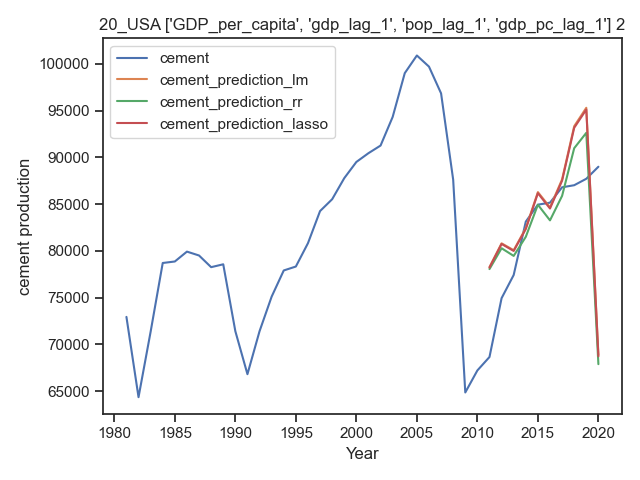 20_USA ['GDP_per_capita', 'gdp_lag_1', 'pop_lag_1', 'gdp_pc_lag_1'] 2
cement
cement_prediction_lm
cement_prediction_rr
cement_prediction_lasso
cement production
100000
95000
90000
85000
80000
75000
70000
65000
1980 1985 1990 1995 2000 2005 2010 2015 2020
Year